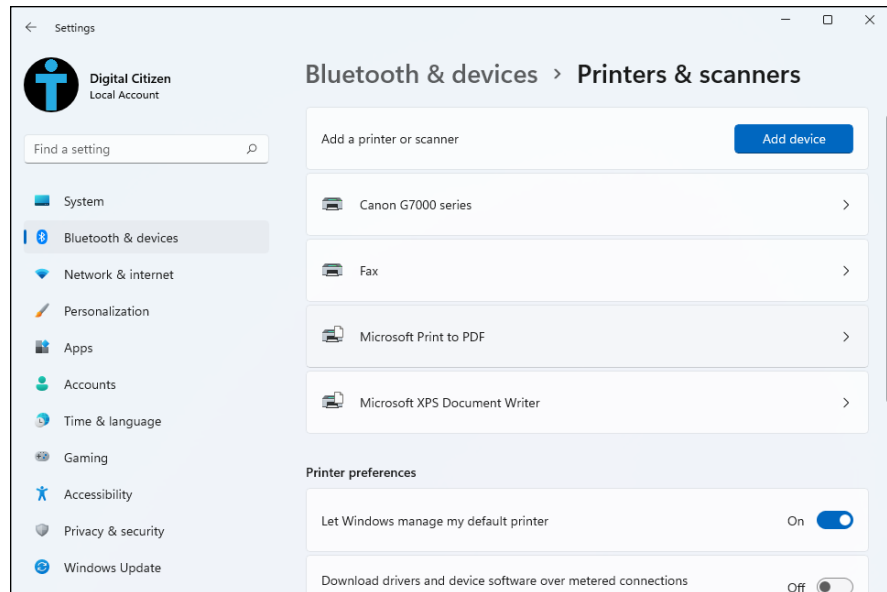 Settings
Digital Citizen
Local Account
Find a setting
System
Bluetooth & devices
Network & internet
Personalization
Apps
Accounts
Time & language
Gaming
Accessibility
Privacy & security
Windows Update
Bluetooth & devices > Printers & scanners
Add a printer or scanner Add device
Canon G7000 series
Fax
Microsoft Print to PDF
Microsoft XPS Document Writer
Printer preferences
Let Windows manage my default printer On
Download drivers and device software over metered connections Off